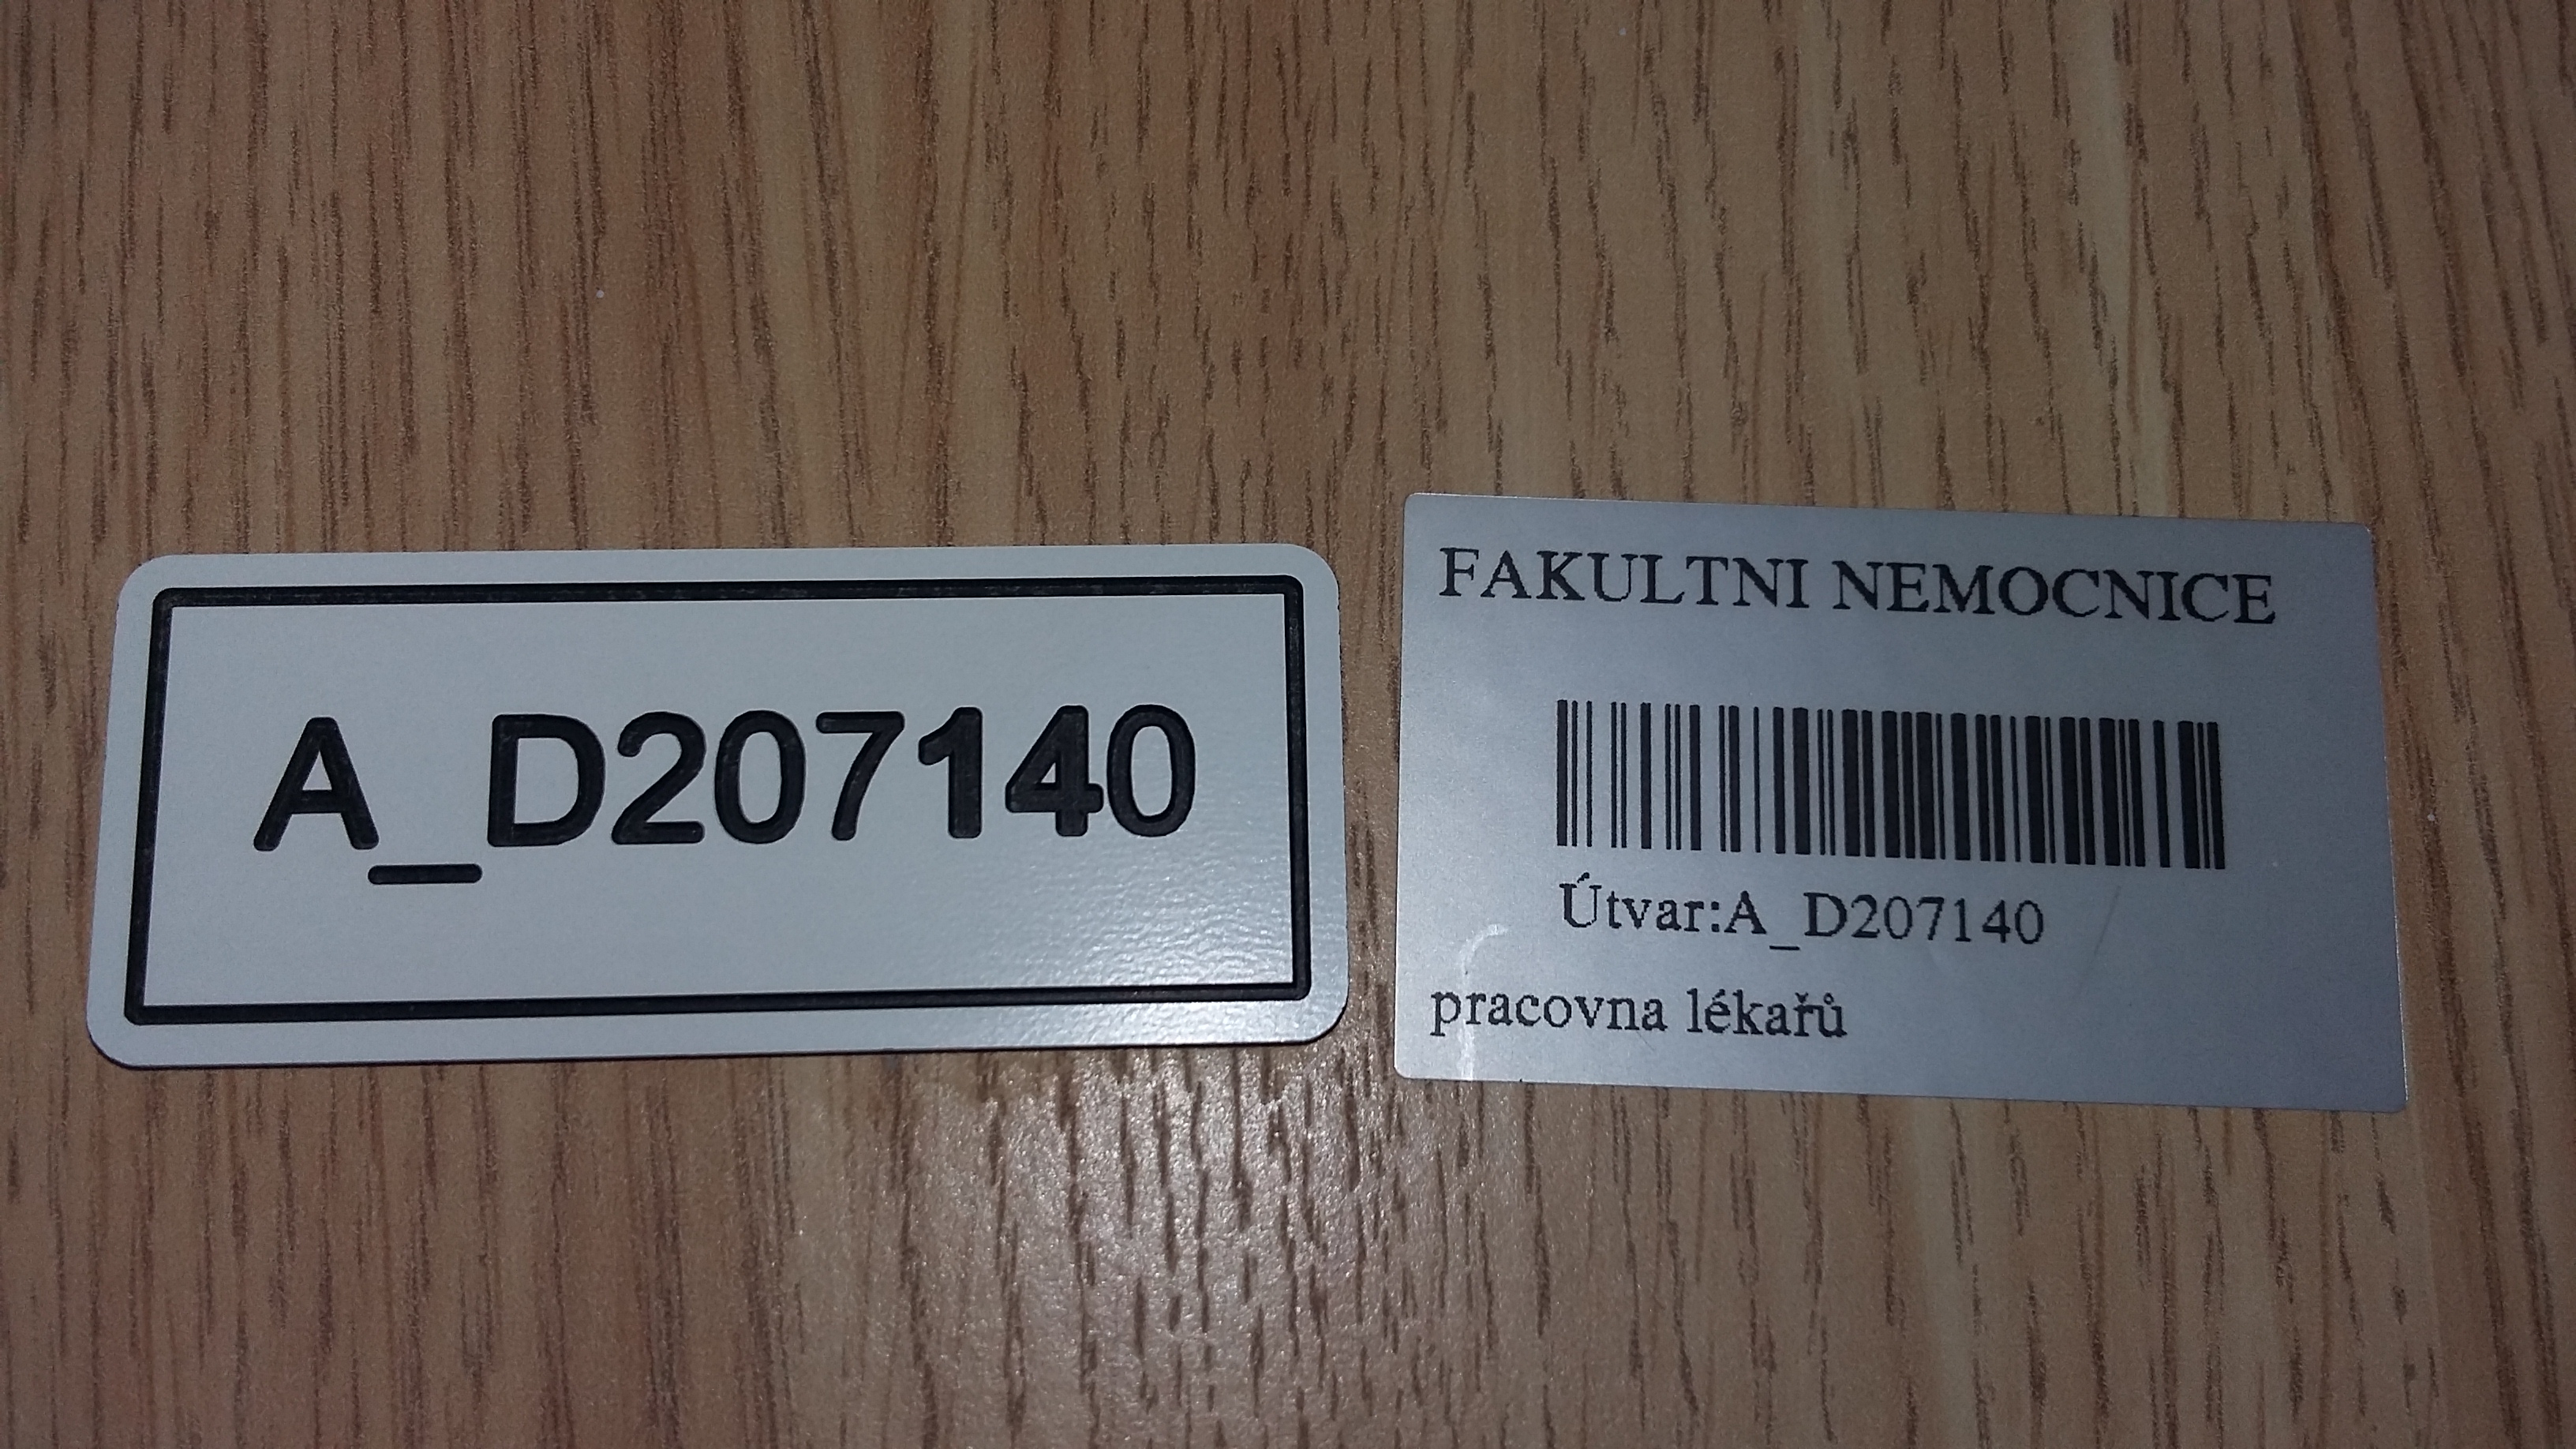 A_D207140
FAKULTNI NEMOCNICE
Útvar:A_D207140
pracovna lékařů